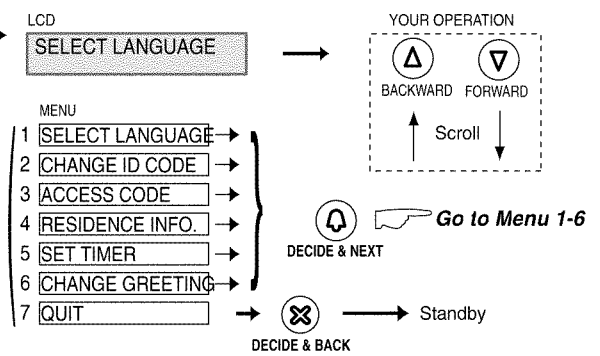 LCD
SELECT LANGUAGE
YOUR OPERATION
BACKWARD FORWARD
Scroll
MENU
1 SELECT LANGUAGE
2 CHANGE ID CODE
3 ACCESS CODE
4 RESIDENCE INFO.
5 SET TIMER
6 CHANGE GREETING
7 QUIT
DECIDE & NEXT
Go to Menu 1-6
DECIDE & BACK
Standby